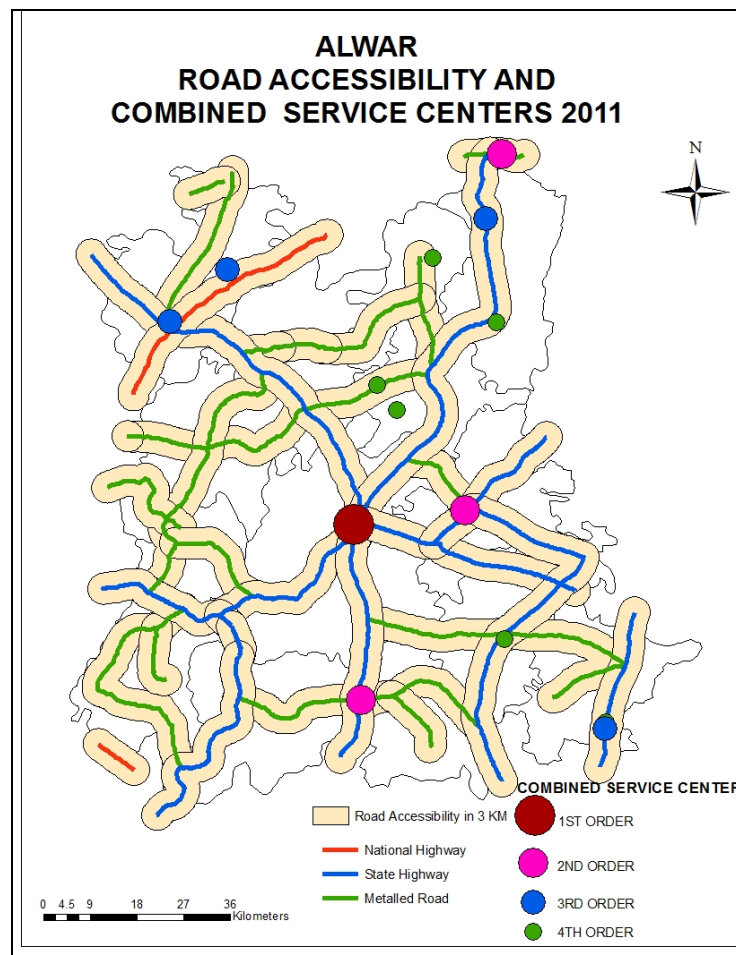 ALWAR
ROAD ACCESSIBILITY AND
COMBINED SERVICE CENTERS 2011
N
COMBINED SERVICE CENTER
Road Accessibility in 3 KM
1ST ORDER
National Highway
2ND ORDER
State Highway
Metalled Road
3RD ORDER
0 4.5 9 18 27 36
Kilometers
4TH ORDER